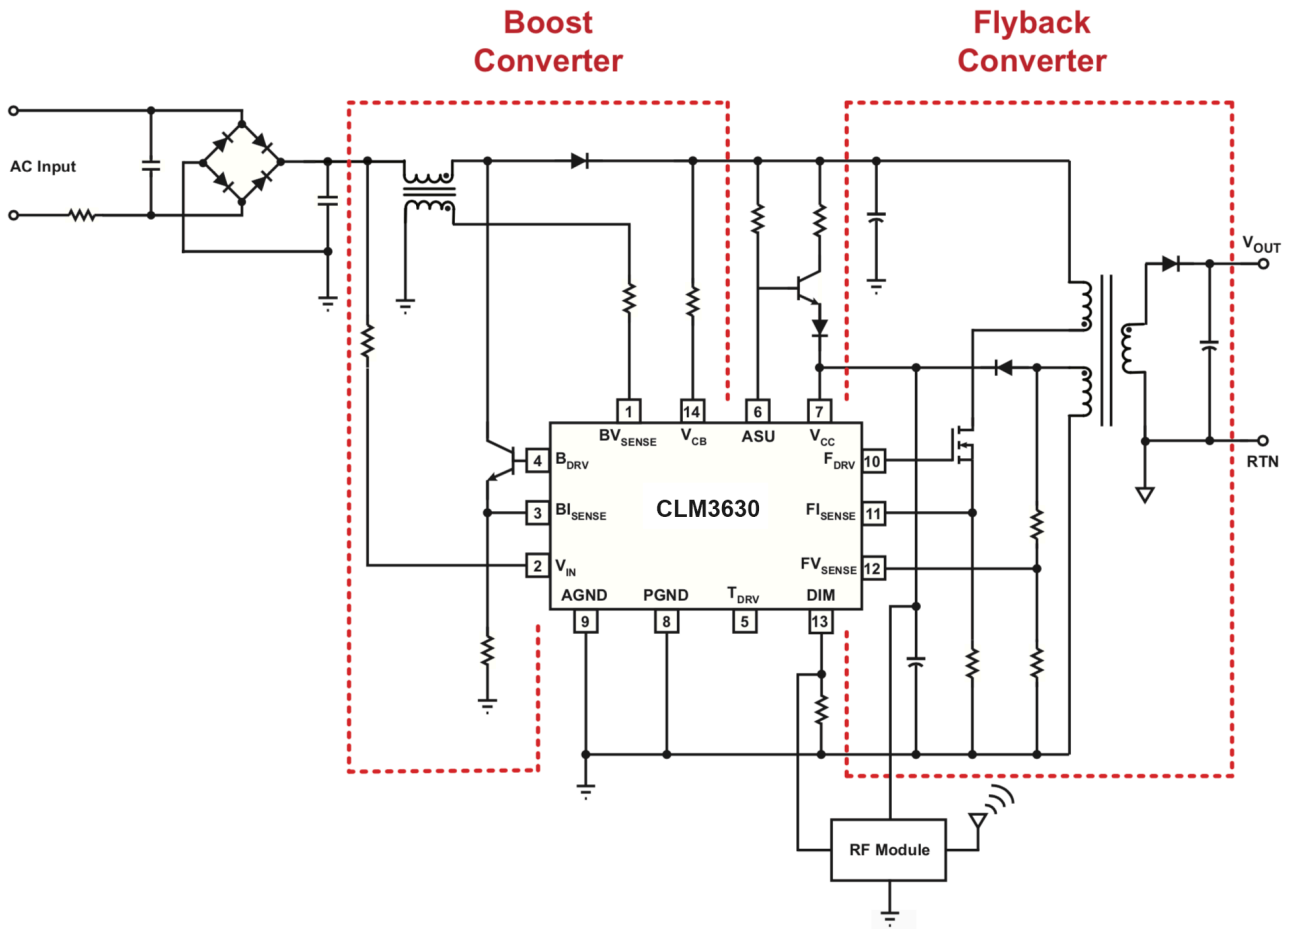 Boost
Converter
Flyback
Converter
AC Input
VOUT
RTN
1
14
6
7
BVSENSE
VCB
ASU
VCC
4
BDRV
FDRV
10
3
BISENSE
CLM3630
FISENSE
11
2
VIN
FVSENSE
12
AGND
PGND
TDRV
DIM
9
8
5
13
RF Module